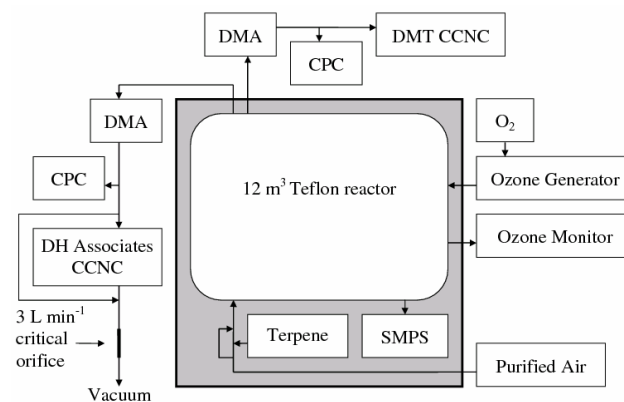 DMA
DMT CCNC
CPC
DMA
O₂
CPC
12 m³ Teflon reactor
Ozone Generator
DH Associates
CCNC
Ozone Monitor
3 L min⁻¹
critical
orifice
Terpene
SMPS
Purified Air
Vacuum